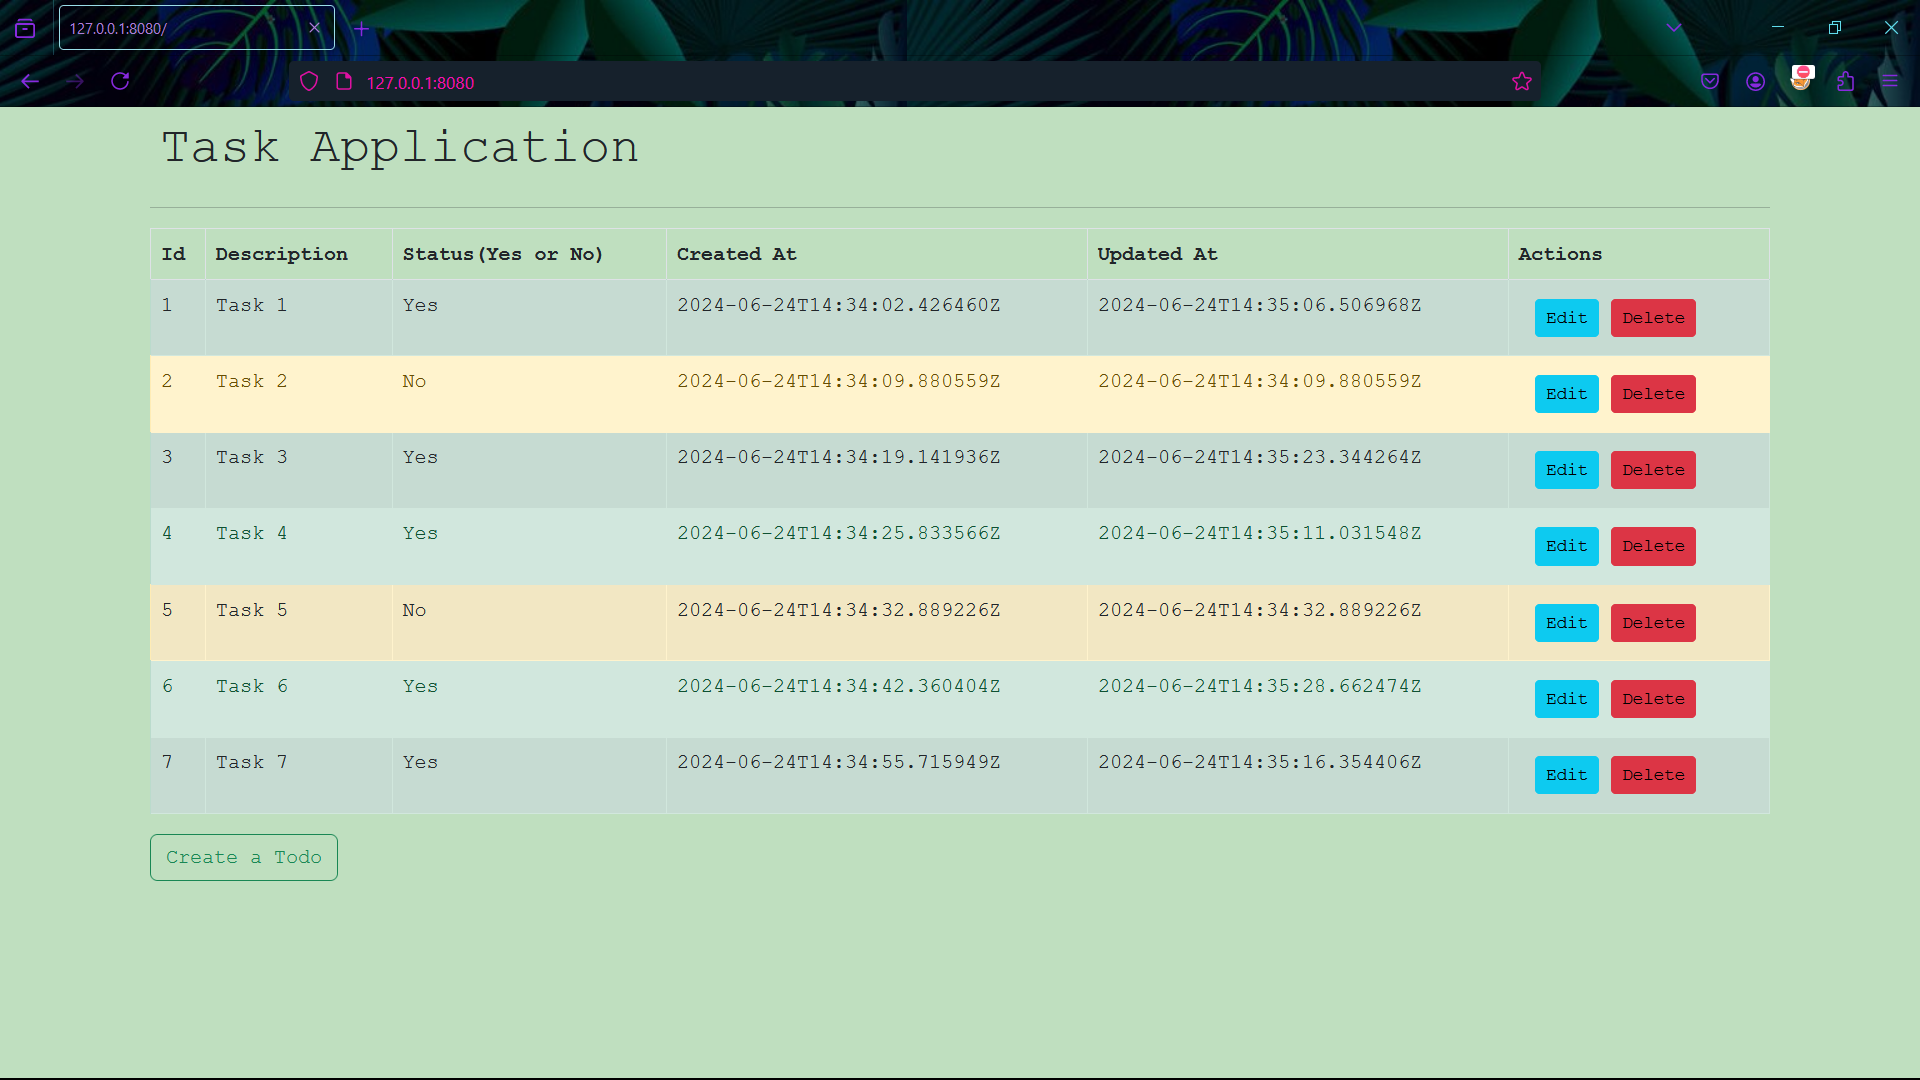 127.0.0.1:8080/
127.0.0.1:8080
Task Application
Id Description Status(Yes or No) Created At Updated At Actions
1 Task 1 Yes 2024-06-24T14:34:02.426460Z 2024-06-24T14:35:06.506968Z Edit Delete
2 Task 2 No 2024-06-24T14:34:09.880559Z 2024-06-24T14:34:09.880559Z Edit Delete
3 Task 3 Yes 2024-06-24T14:34:19.141936Z 2024-06-24T14:35:23.344264Z Edit Delete
4 Task 4 Yes 2024-06-24T14:34:25.833566Z 2024-06-24T14:35:11.031548Z Edit Delete
5 Task 5 No 2024-06-24T14:34:32.889226Z 2024-06-24T14:34:32.889226Z Edit Delete
6 Task 6 Yes 2024-06-24T14:34:42.360404Z 2024-06-24T14:35:28.662474Z Edit Delete
7 Task 7 Yes 2024-06-24T14:34:55.715949Z 2024-06-24T14:35:16.354406Z Edit Delete
Create a Todo